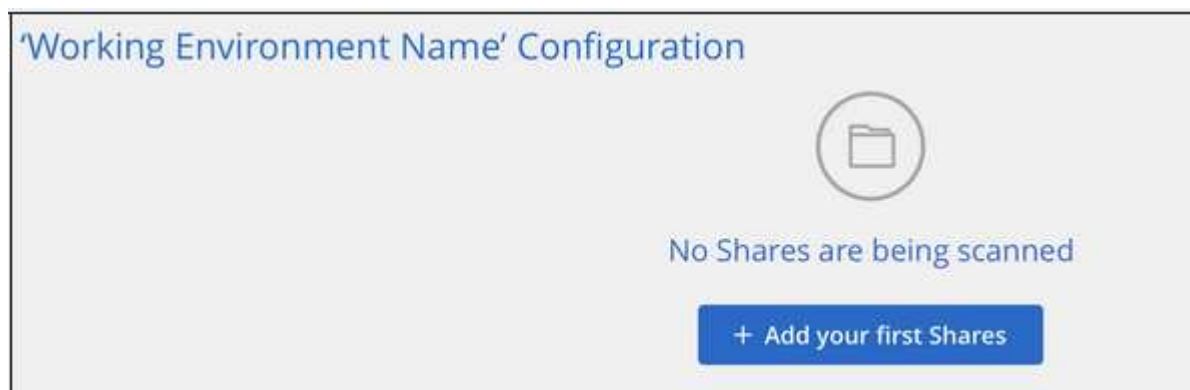 ‘Working Environment Name’ Configuration
No Shares are being scanned
+ Add your first Shares